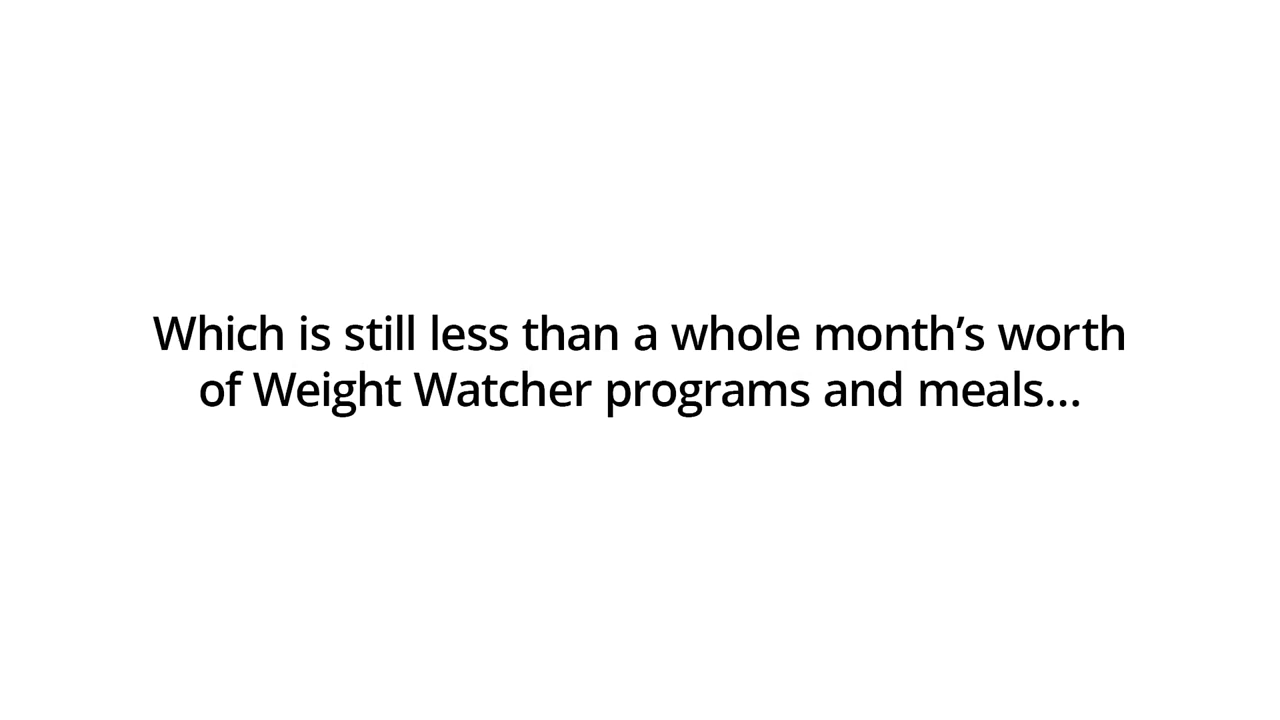 Which is still less than a whole month’s worth
of Weight Watcher programs and meals...